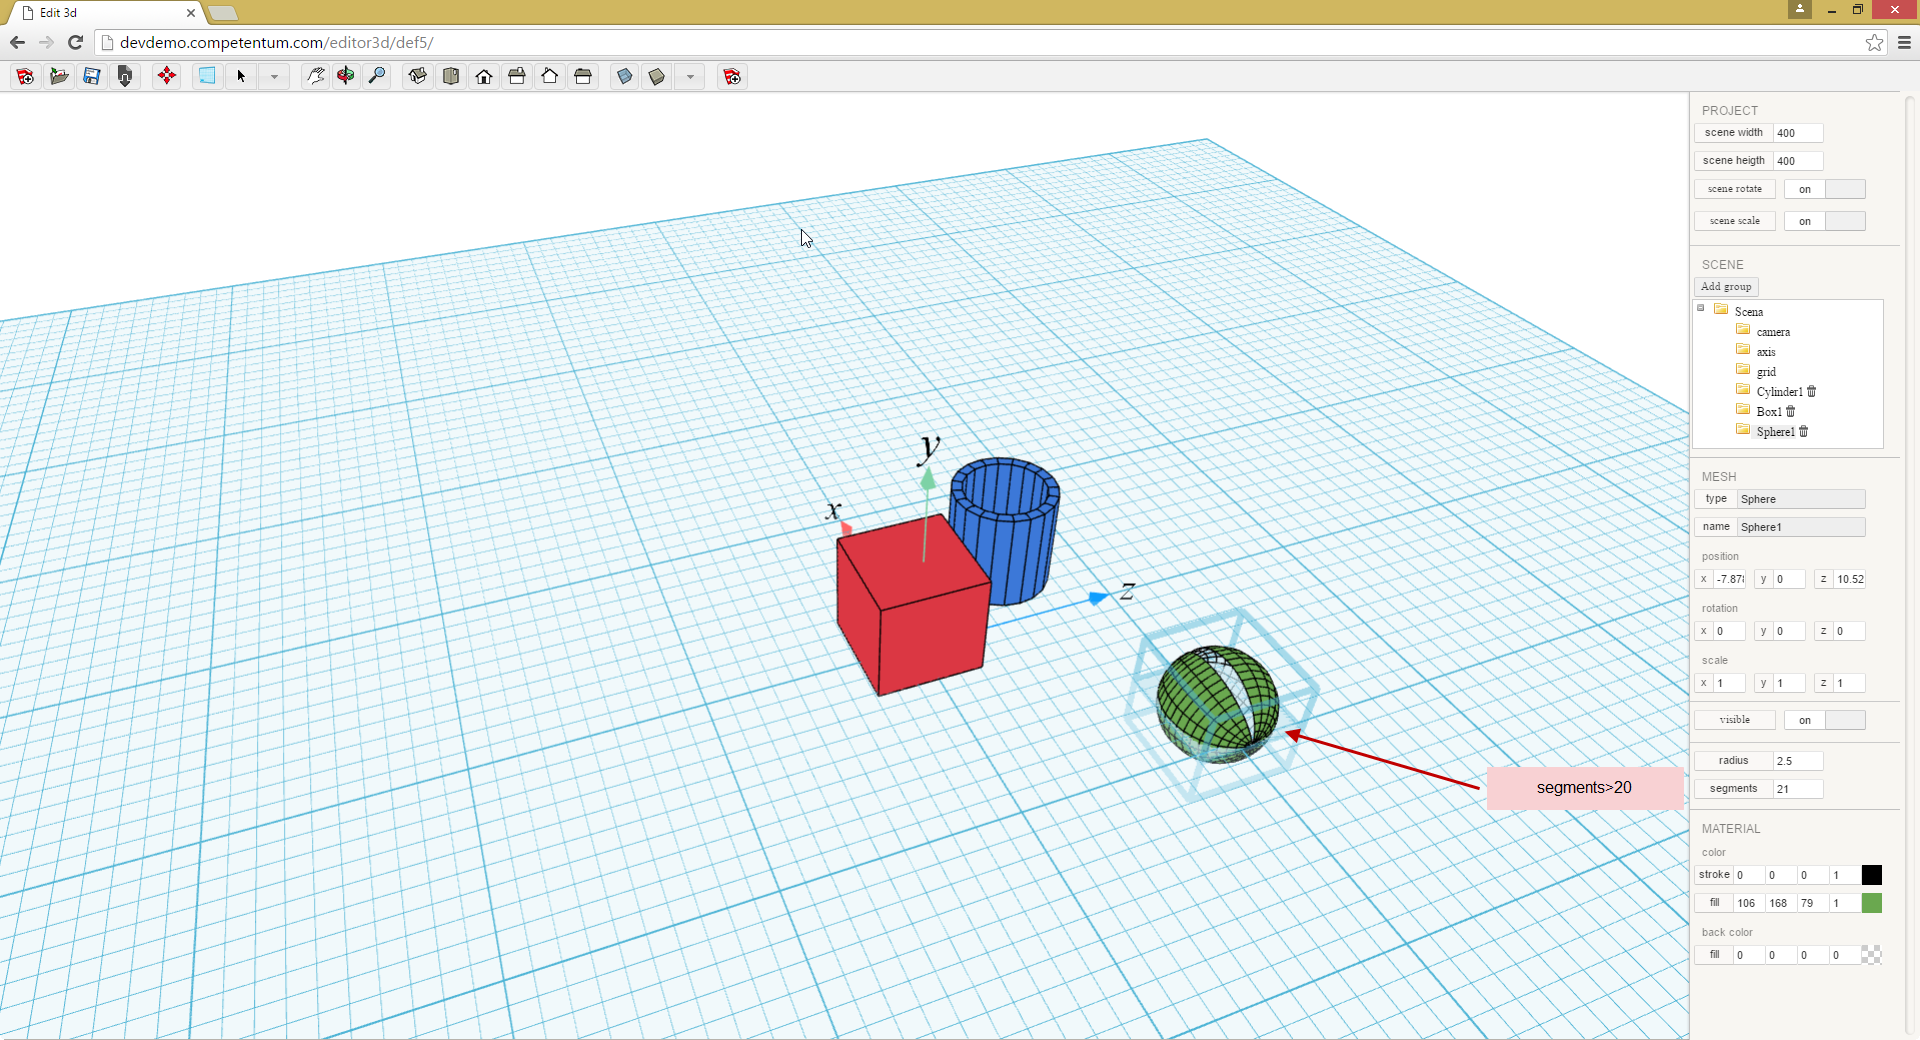 Edit 3d
devdemo.competentum.com/editor3d/def5/
PROJECT
scene width 400
scene heigth 400
scene rotate on
scene scale on
SCENE
Add group
Scena
camera
axis
grid
Cylinder1
Box1
Sphere1
MESH
type Sphere
name Sphere1
position
x -7.87 y 0 z 10.52
rotation
x 0 y 0 z 0
scale
x 1 y 1 z 1
visible on
radius 2.5
segments 21
MATERIAL
color
stroke 0 0 0 1
fill 106 168 79 1
back color
fill 0 0 0 0
y
x
z
segments>20